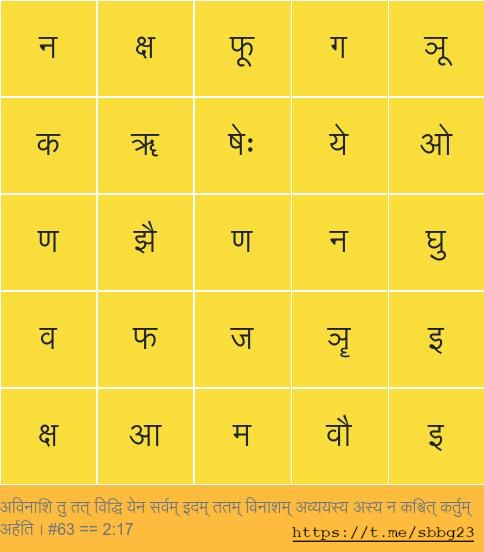 न क्ष फू ग ञू
क ॠ षेः ये ओ
ण झै ण न घु
व फ ज ञॄ इ
क्ष आ म वौ इ
अविनाशि तु तत् विद्धि येन सर्वम् इदम् ततम् विनाशम् अव्ययस्य अस्य न कश्चित् कर्तुम्
अर्हति । #63 == 2:17 https://t.me/sbbg23